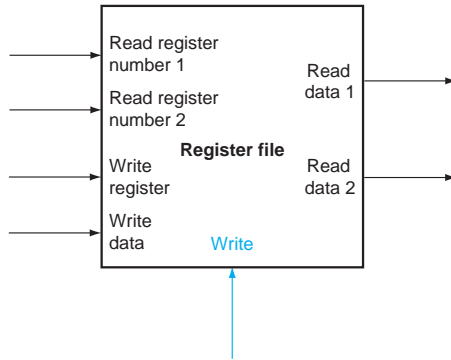 Read register
number 1
Read register
number 2
Write
register
Write
data
Register file
Read
data 1
Read
data 2
Write